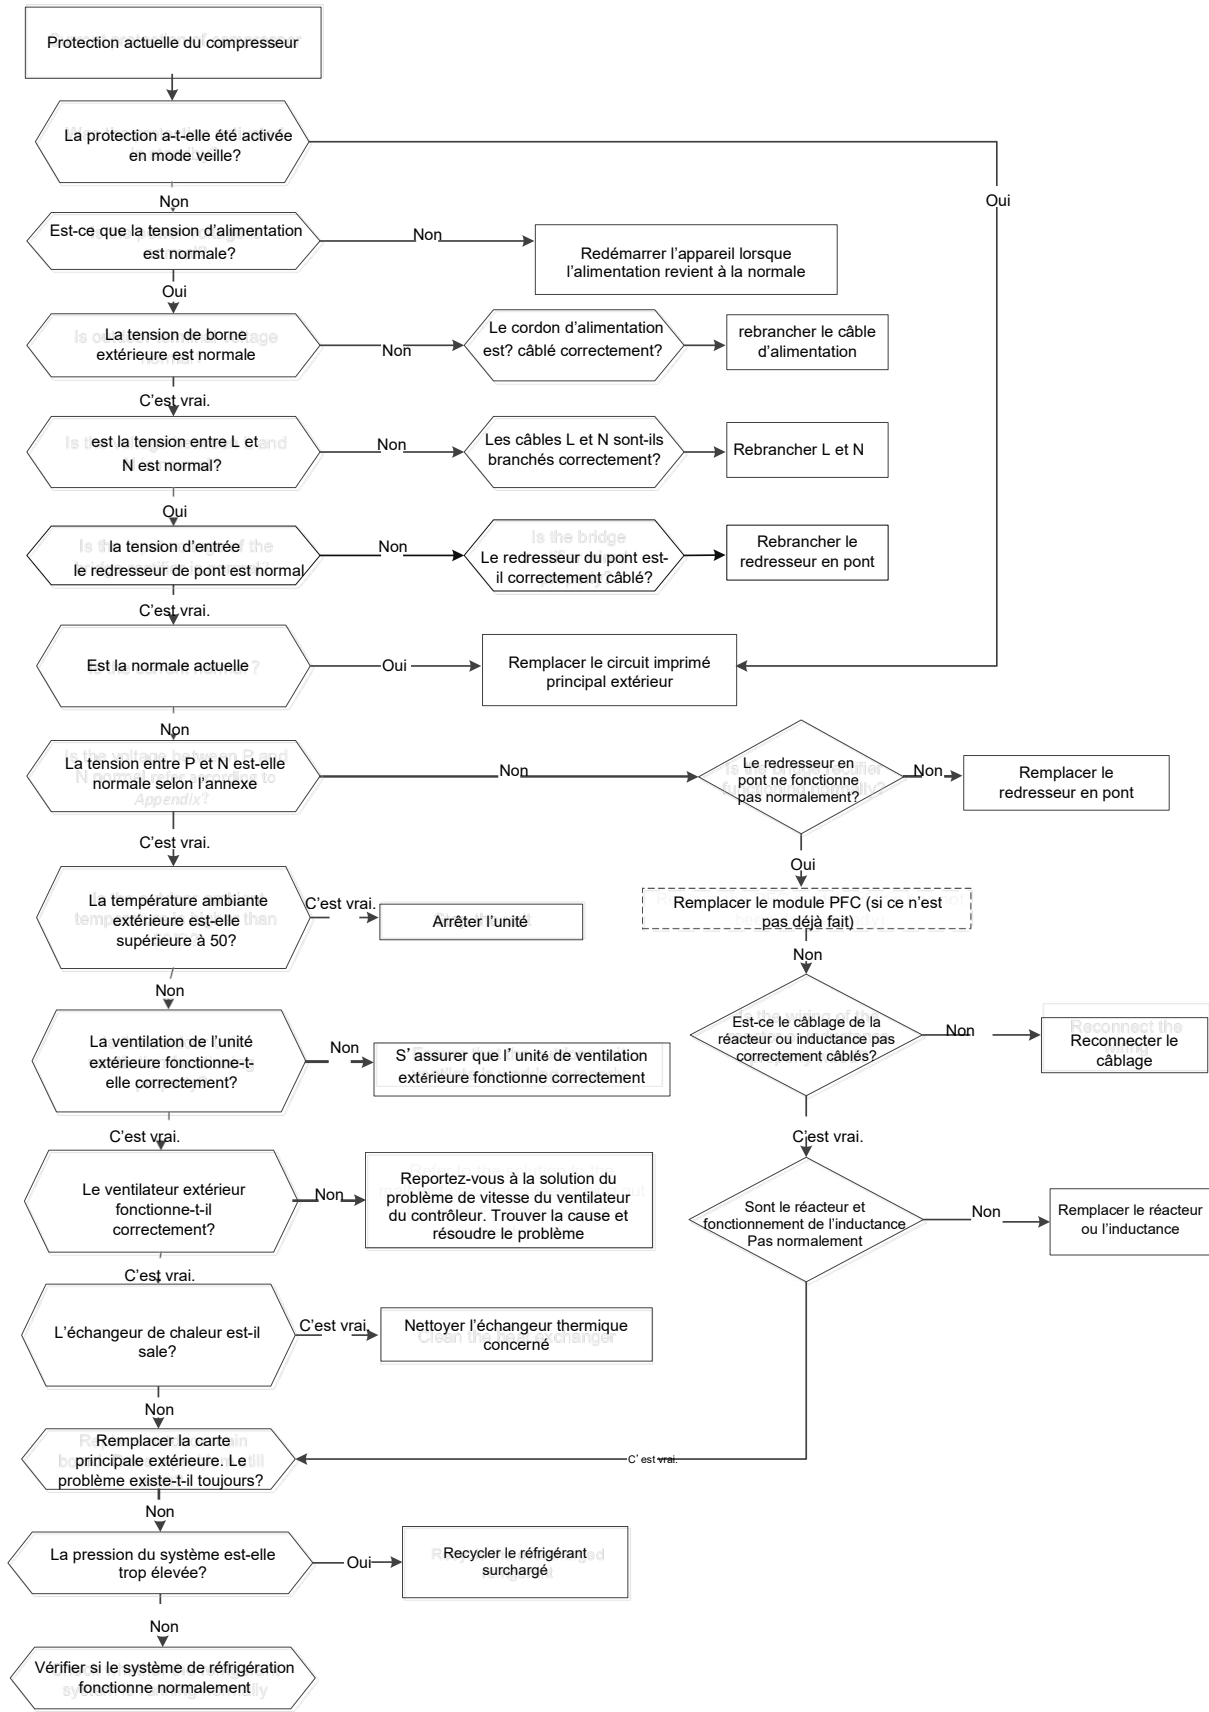 Protection actuelle du compresseur
La protection a-t-elle été activée
en mode veille?
Oui
Non
Est-ce que la tension d'alimentation
est normale?
Non
Redémarrer l'appareil lorsque
l'alimentation revient à la normale
Oui
La tension de borne
extérieure est normale
Non
Le cordon d'alimentation
est? câblé correctement?
rebrancher le câble
d'alimentation
C'est vrai.
est la tension entre L et
N est normal?
Non
Les câbles L et N sont-ils
branchés correctement?
Rebrancher L et N
Oui
la tension d'entrée
le redresseur de pont est normal
Non
Is the bridge
Le redresseur du pont est-
il correctement câblé?
Rebrancher le
redresseur en pont
C'est vrai.
Est la normale actuelle
Oui
Remplacer le circuit imprimé
principal extérieur
Non
La tension entre P et N est-elle
normale selon l'annexe
Appendix?
Non
Le redresseur en
pont ne fonctionne
pas normalement?
Non
Remplacer le
redresseur en pont
C'est vrai.
Oui
La température ambiante
extérieure est-elle
supérieure à 50?
C'est vrai.
Arrêter l'unité
Remplacer le module PFC (si ce n'est
pas déjà fait)
Non
Non
La ventilation de l'unité
extérieure fonctionne-t-
elle correctement?
Non
S' assurer que l' unité de ventilation
extérieure fonctionne correctement
Est-ce le câblage de la
réacteur ou inductance pas
correctement câblés?
Non
Reconnect the
Reconnecter le
câblage
C'est vrai.
C'est vrai.
Le ventilateur extérieur
fonctionne-t-il
correctement?
Non
Reportez-vous à la solution du
problème de vitesse du ventilateur
du contrôleur. Trouver la cause et
résoudre le problème
Sont le réacteur et
fonctionnement de l'inductance
Pas normalement
Non
Remplacer le réacteur
ou l'inductance
C'est vrai.
L'échangeur de chaleur est-il
sale?
C'est vrai.
Nettoyer l'échangeur thermique
concerné
Non
Remplacer la carte
principale extérieure. Le
problème existe-t-il toujours?
C' est vrai.
Non
La pression du système est-elle
trop élevée?
Oui
Recycler le réfrigérant
surchargé
Non
Vérifier si le système de réfrigération
fonctionne normalement